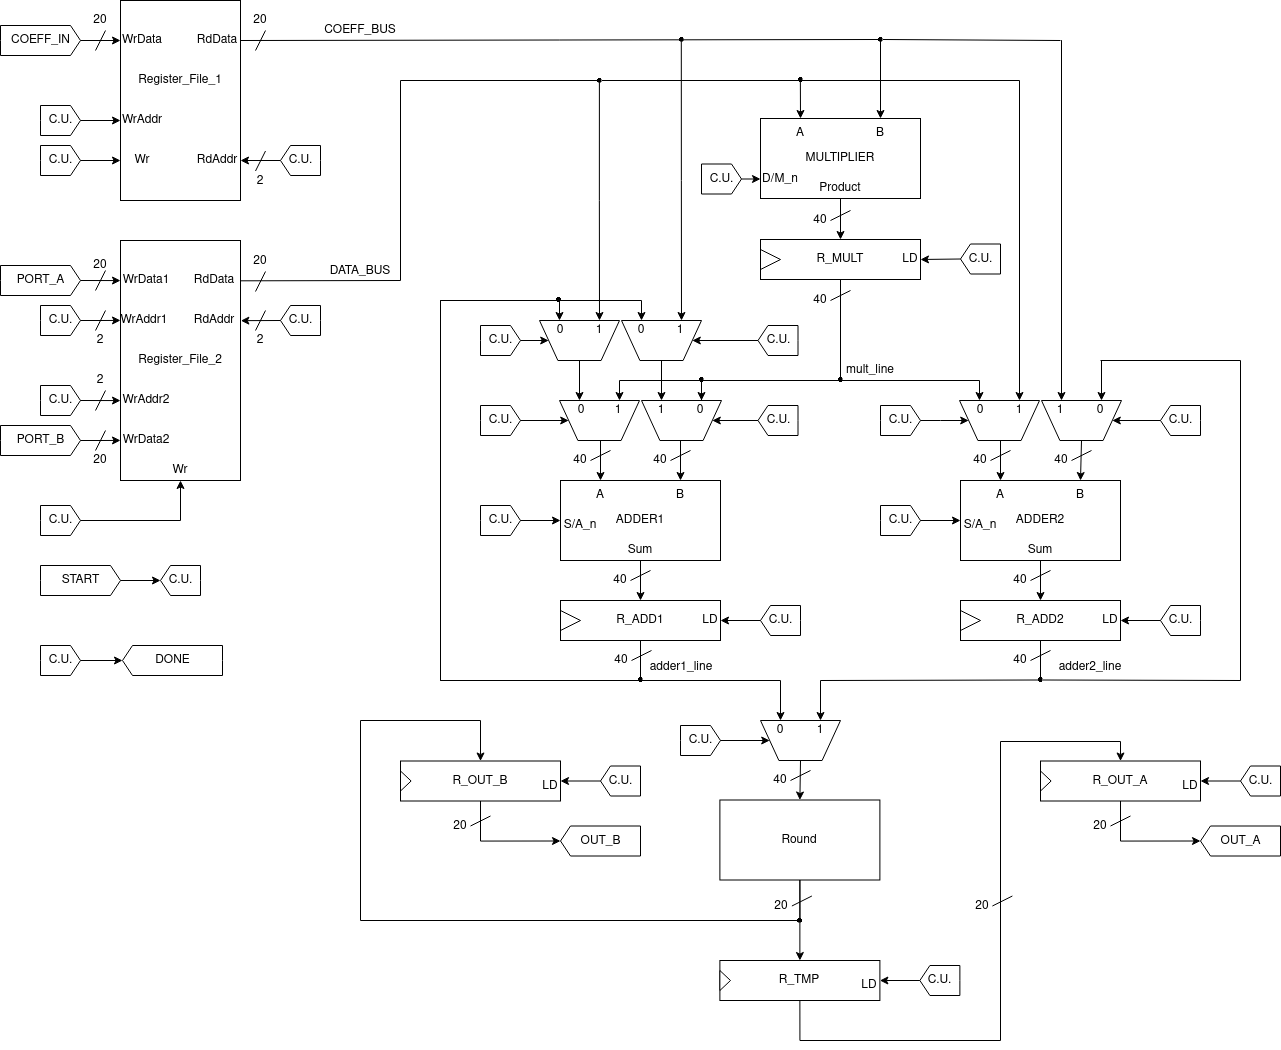 20 20 COEFF_BUS
COEFF_IN WrData RdData
Register_File_1
C.U. WrAddr
C.U. Wr RdAddr C.U.
2
A B
MULTIPLIER
C.U. D/M_n
Product
40
20 20 DATA_BUS
PORT_A WrData1 RdData
R_MULT LD C.U.
40
C.U. WrAddr1 RdAddr C.U.
2 2
Register_File_2
2
C.U. WrAddr2
PORT_B WrData2
20
Wr
C.U.
START C.U.
C.U. DONE
0 1 0 1
C.U. C.U.
mult_line
0 1 1 0 0 1 1 0
C.U. C.U. C.U. C.U.
40 40 40 40
A B A B
C.U. S/A_n ADDER1 C.U. S/A_n ADDER2
Sum Sum
40 40
R_ADD1 LD C.U. R_ADD2 LD C.U.
40 adder1_line 40 adder2_line
0 1
C.U.
40
R_OUT_B LD C.U. R_OUT_A LD C.U.
20 20
OUT_B Round OUT_A
20 20
R_TMP LD C.U.